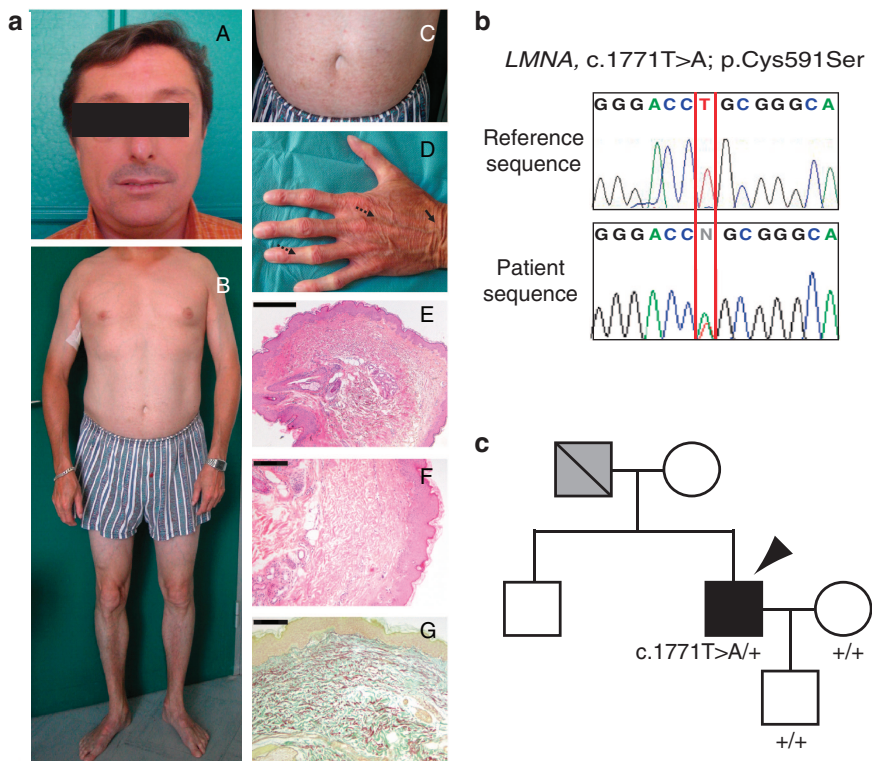 a
A
B
C
D
E
F
G
b
LMNA, c.1771T>A; p.Cys591Ser
Reference sequence
GGGACCTGCGGGCA
Patient sequence
GGGACCNGCGGGCA
c
c.1771T>A/+
+/+
+/+